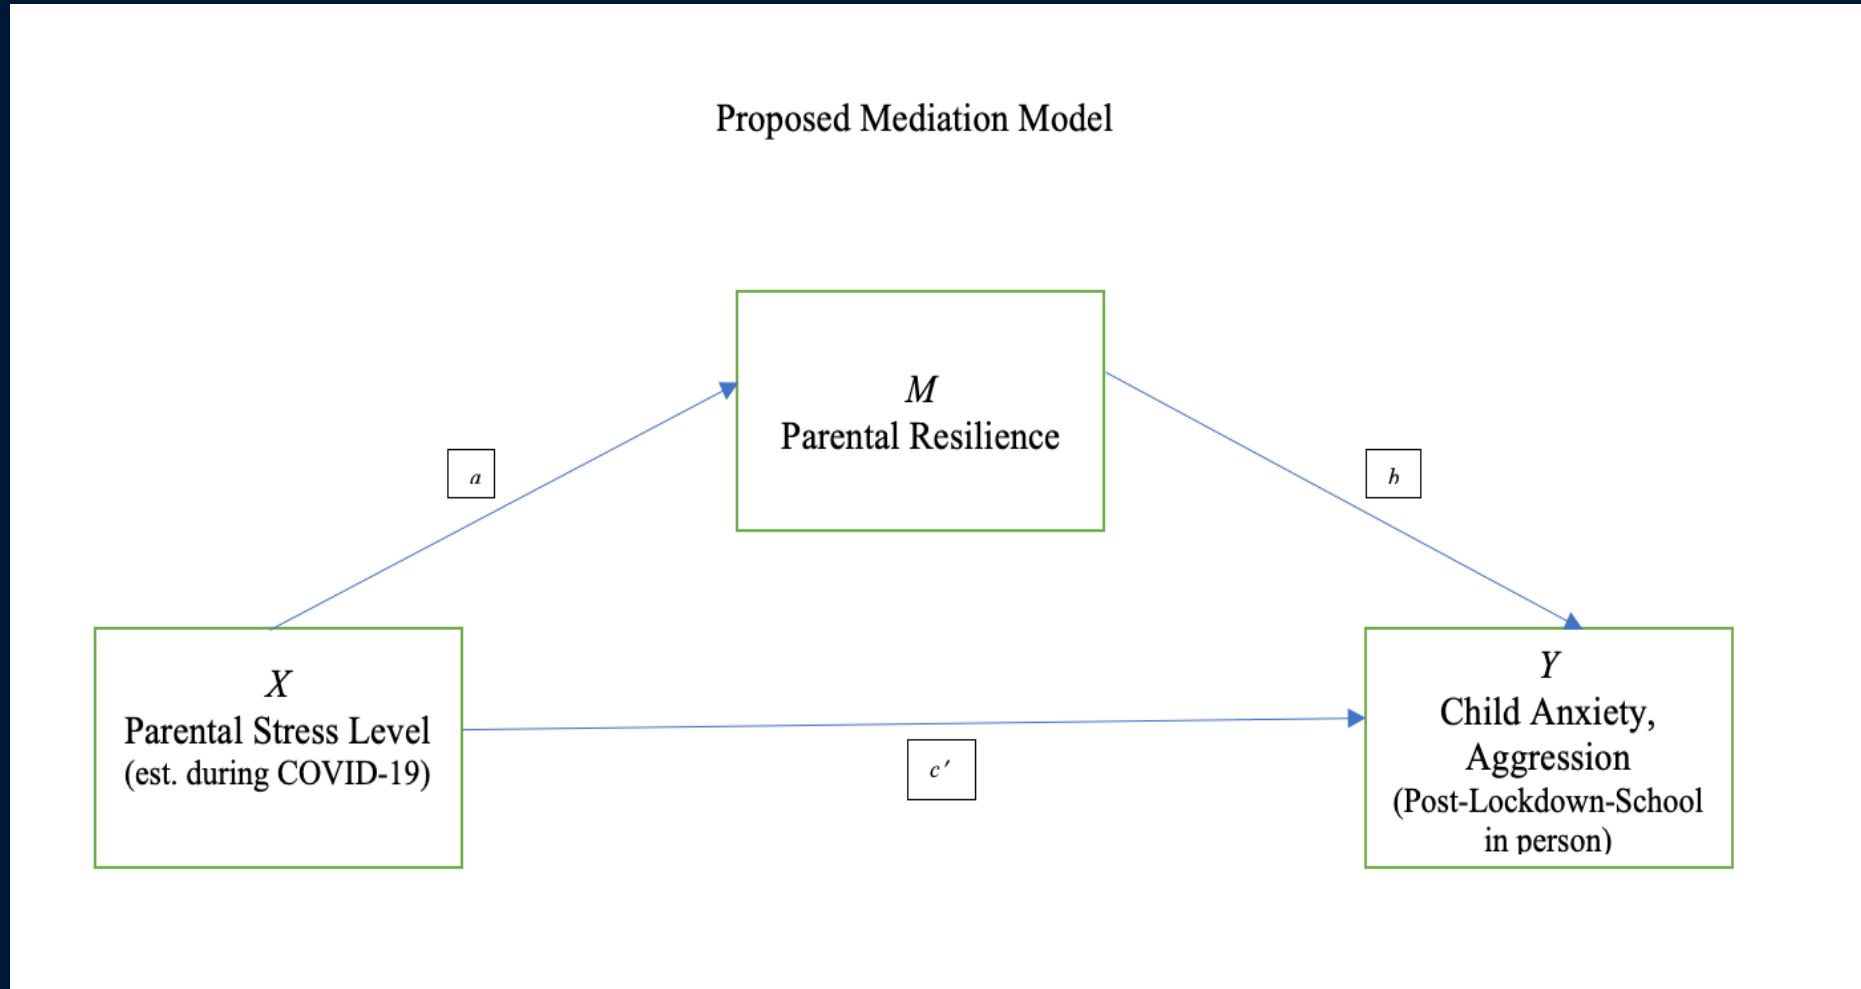 Proposed Mediation Model
M
Parental Resilience
a
b
X
Parental Stress Level
(est. during COVID-19)
c′
Y
Child Anxiety,
Aggression
(Post-Lockdown-School
in person)